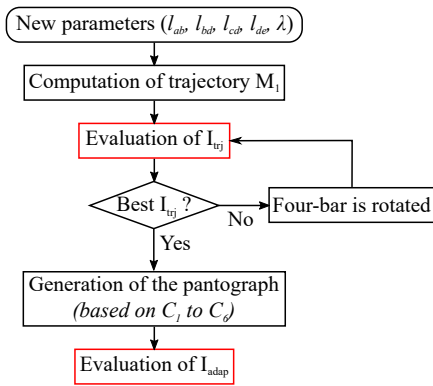 New parameters (l_ab, l_bd, l_cd, l_de, λ)
Computation of trajectory M_1
Evaluation of I_trj
Best I_trj ?
No
Four-bar is rotated
Yes
Generation of the pantograph
(based on C_1 to C_6)
Evaluation of I_adap